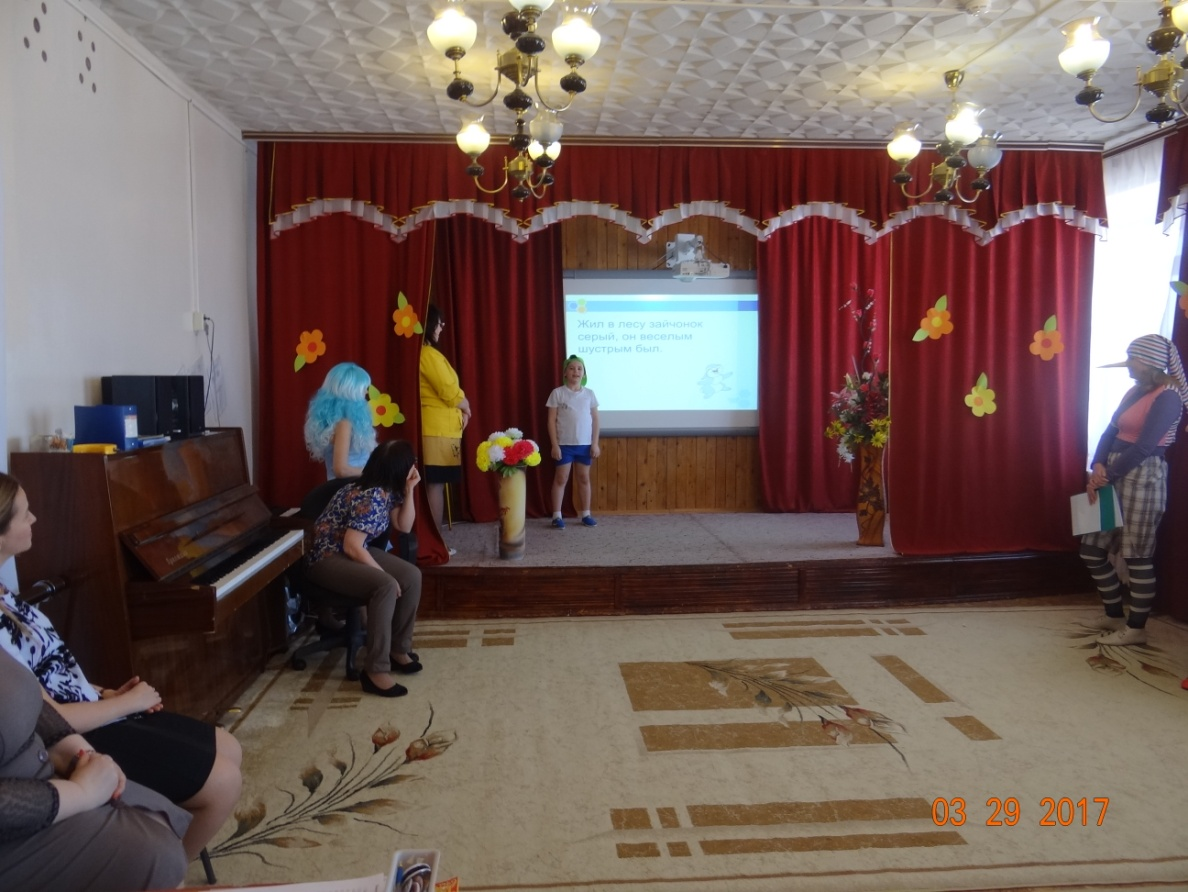 Жил в лесу зайчонок
серый, он веселым
шустрым был.
03 29 2017